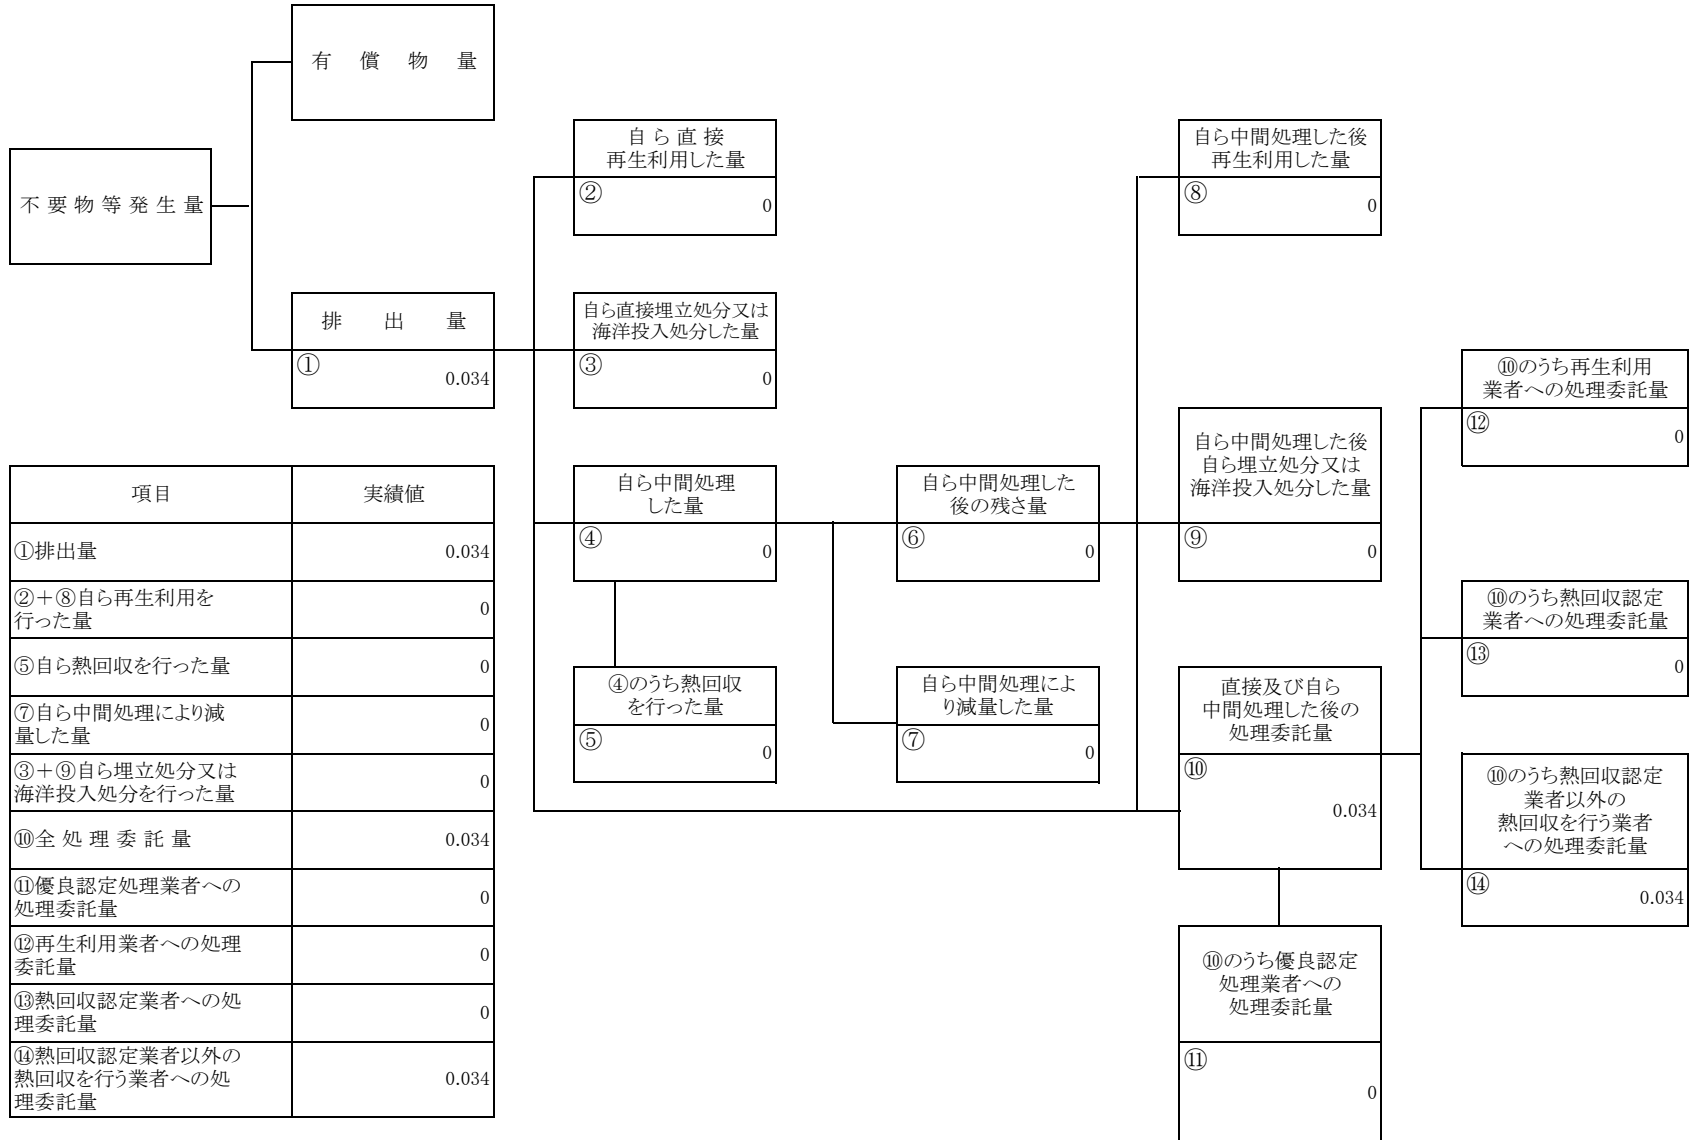 有 償 物 量
不 要 物 等 発 生 量
排 出 量
①
0.034
自 ら 直 接
再生利用した量
②
0
自ら直接埋立処分又は
海洋投入処分した量
③
0
自ら中間処理
した量
④
0
④のうち熱回収
を行った量
⑤
0
自ら中間処理した
後の残さ量
⑥
0
自ら中間処理によ
り減量した量
⑦
0
自ら中間処理した後
再生利用した量
⑧
0
自ら中間処理した後
自ら埋立処分又は
海洋投入処分した量
⑨
0
直接及び自ら
中間処理した後の
処理委託量
⑩
0.034
⑩のうち優良認定
処理業者への
処理委託量
⑪
0
⑩のうち再生利用
業者への処理委託量
⑫
0
⑩のうち熱回収認定
業者への処理委託量
⑬
0
⑩のうち熱回収認定
業者以外の
熱回収を行う業者
への処理委託量
⑭
0.034
項目 実績値
①排出量 0.034
②+⑧自ら再生利用を
行った量
0
⑤自ら熱回収を行った量 0
⑦自ら中間処理により減
量した量
0
③+⑨自ら埋立処分又は
海洋投入処分を行った量
0
⑩全 処 理 委 託 量 0.034
⑪優良認定処理業者への
処理委託量
0
⑫再生利用業者への処理
委託量
0
⑬熱回収認定業者への処
理委託量
0
⑭熱回収認定業者以外の
熱回収を行う業者への処
理委託量
0.034